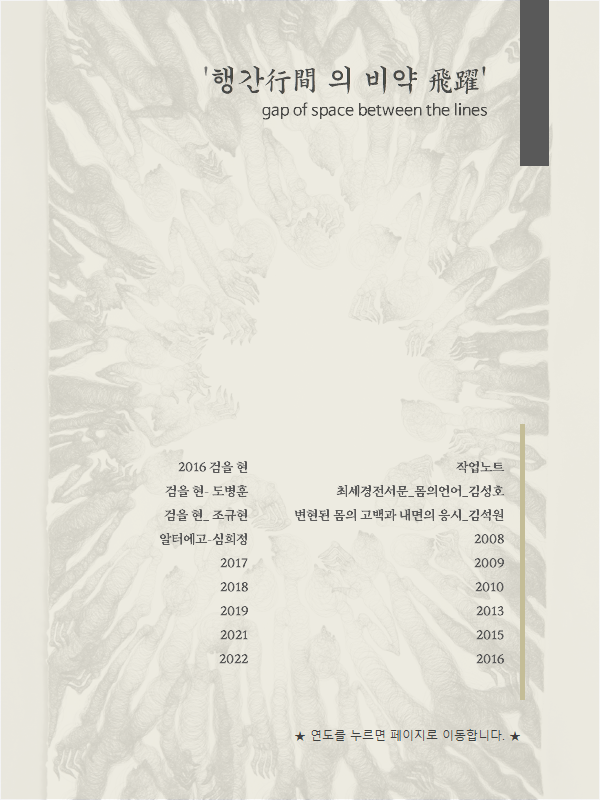 '행간行間 의 비약 飛躍'
gap of space between the lines
작업노트
최세경전서문_몸의언어_김성호
변현된 몸의 고백과 내면의 응시_김석원
2008
2009
2010
2013
2015
2016
2016 검을 현
검을 현- 도병훈
검을 현_ 조규현
알터에고-심희정
2017
2018
2019
2021
2022
★ 연도를 누르면 페이지로 이동합니다. ★